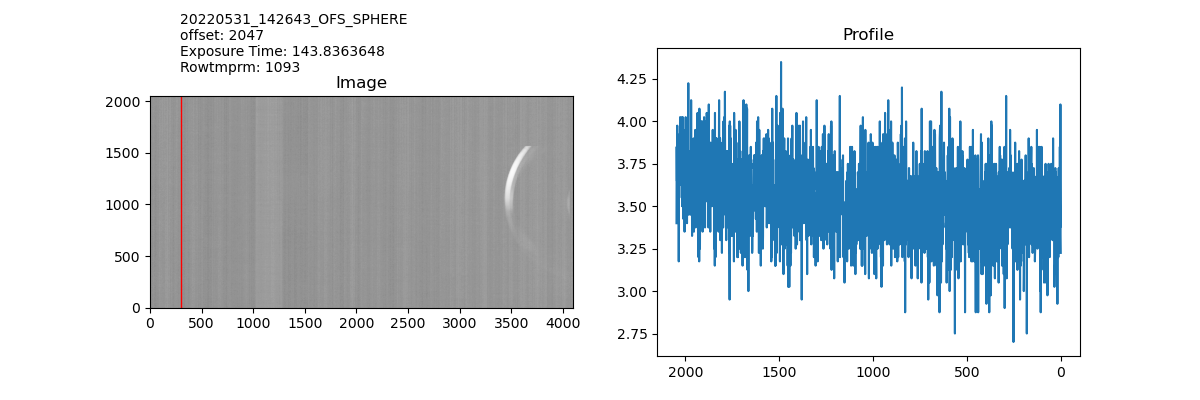 20220531_142643_OFS_SPHERE
offset: 2047
Exposure Time: 143.8363648
Rowtmprm: 1093
Image
2000
1500
1000
500
0
0 500 1000 1500 2000 2500 3000 3500 4000
Profile
4.25
4.00
3.75
3.50
3.25
3.00
2.75
2000 1500 1000 500 0